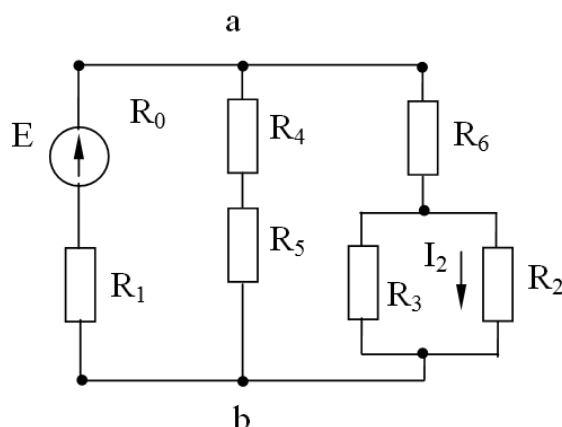 a
R₀
E
R₄
R₆
R₅
I₂
R₁
R₃
R₂
b